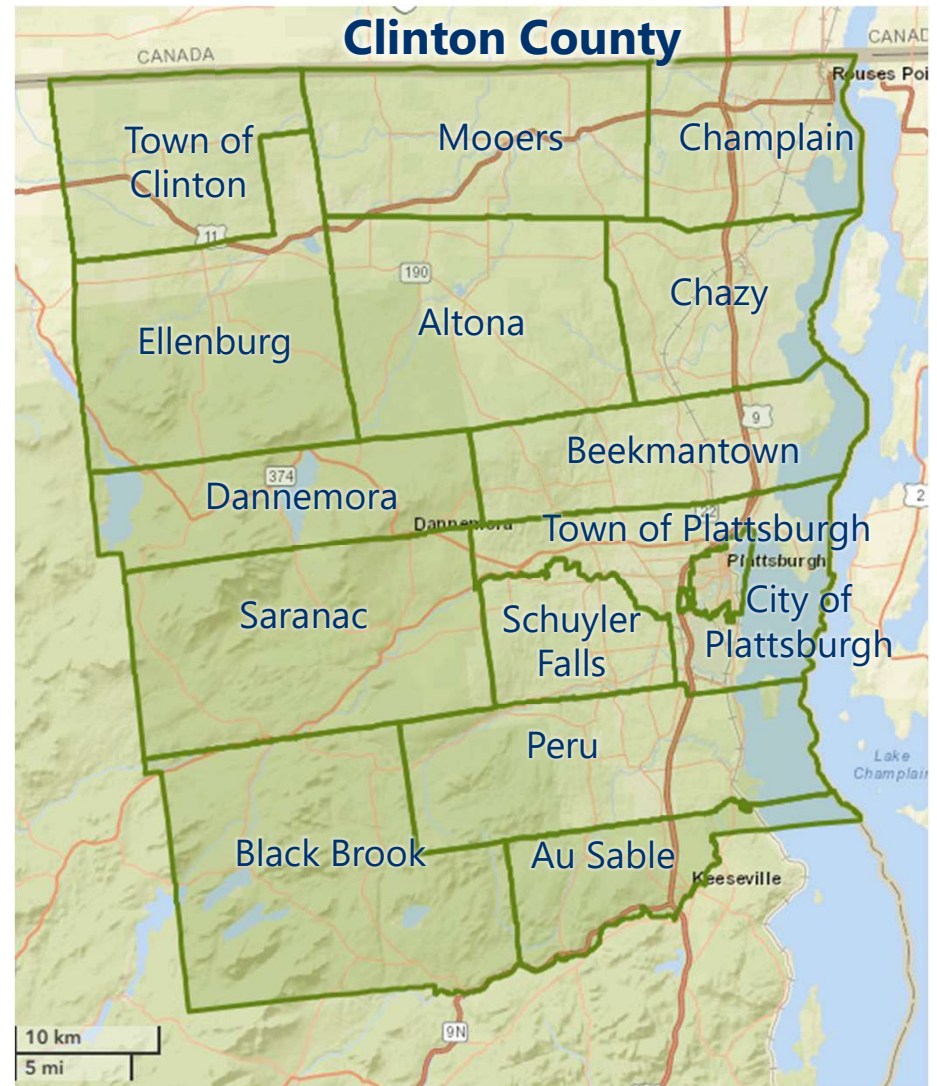 Clinton County
CANADA
CANAD
Rouses Poi
Town of
Clinton
Mooers
Champlain
11
190
Chazy
Altona
Ellenburg
9
Beekmantown
374
Dannemora
2
Dannemora
22
Town of Plattsburgh
Plattsburgh
City of
Plattsburgh
Saranac
Schuyler
Falls
Peru
Lake
Champlain
Black Brook
Au Sable
Keeseville
9N
10 km
5 mi